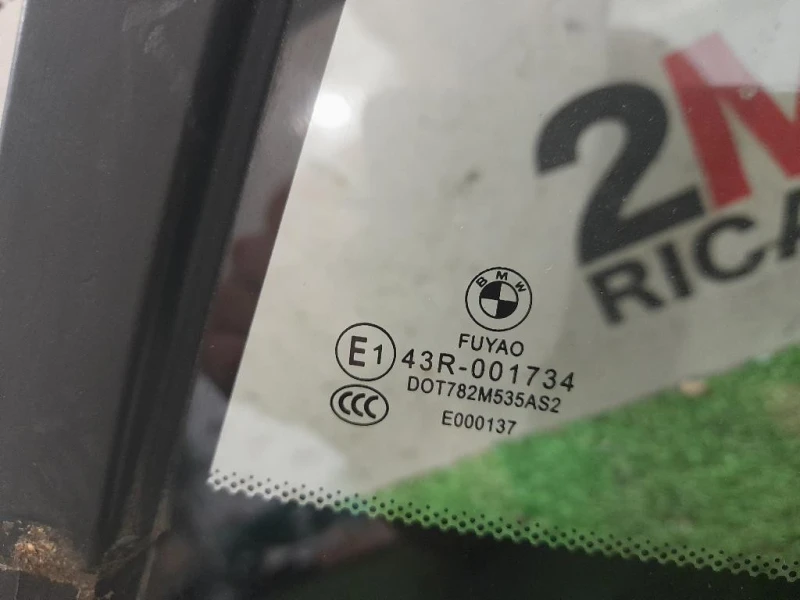 2M
RICA
BMW
FUYAO
E1 43R-001734
CCC DOT782M535AS2
E000137